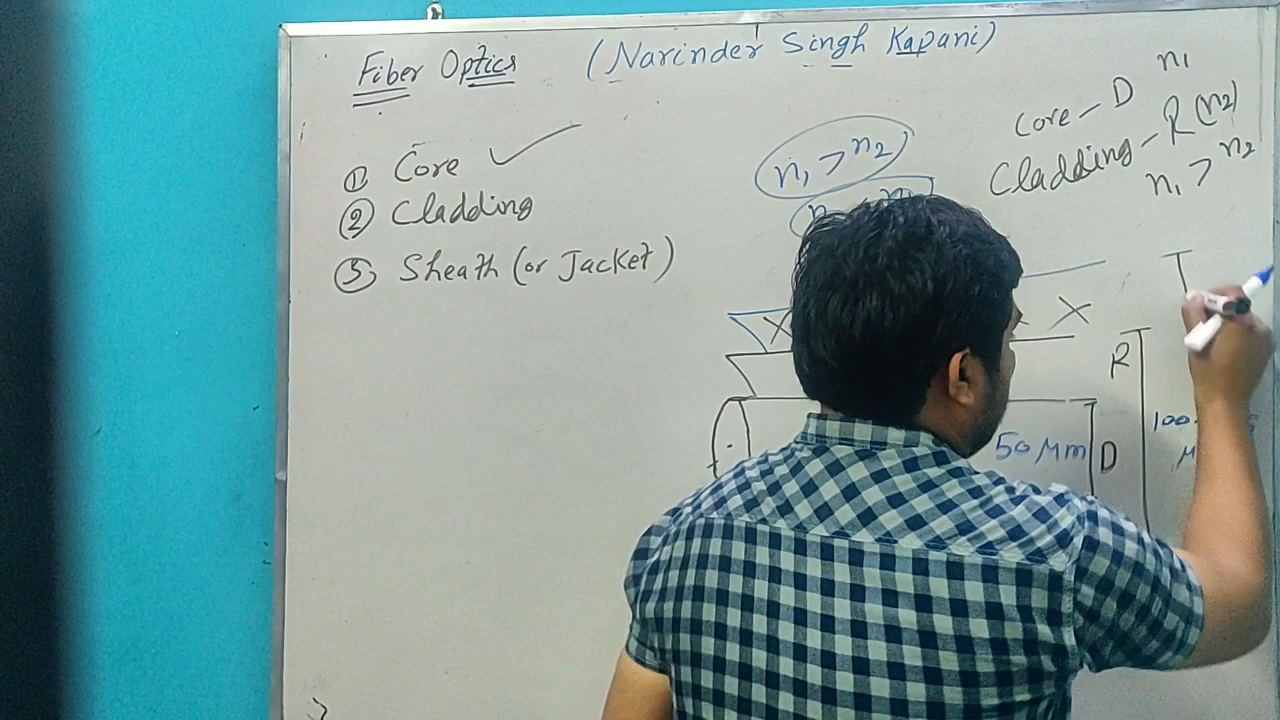 Fiber Optics (Narinder Singh Kapani)
① Core ✓
② Cladding
③ Sheath (or Jacket)
n₁ > n₂
Core - D n₁
Cladding - R (n₂)
n₁ > n₂
X X
R
50 μm D
100
μ